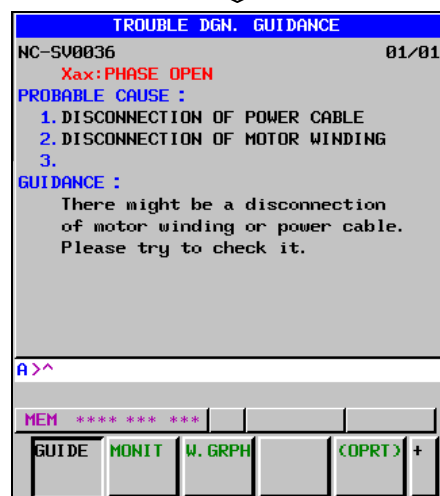 TROUBLE DGN. GUIDANCE
NC-SV0036 01/01
Xax:PHASE OPEN
PROBABLE CAUSE :
1. DISCONNECTION OF POWER CABLE
2. DISCONNECTION OF MOTOR WINDING
3.
GUIDANCE :
There might be a disconnection
of motor winding or power cable.
Please try to check it.
A>^
MEM **** *** ***
GUIDE MONIT W.GRPH (OPRT) +